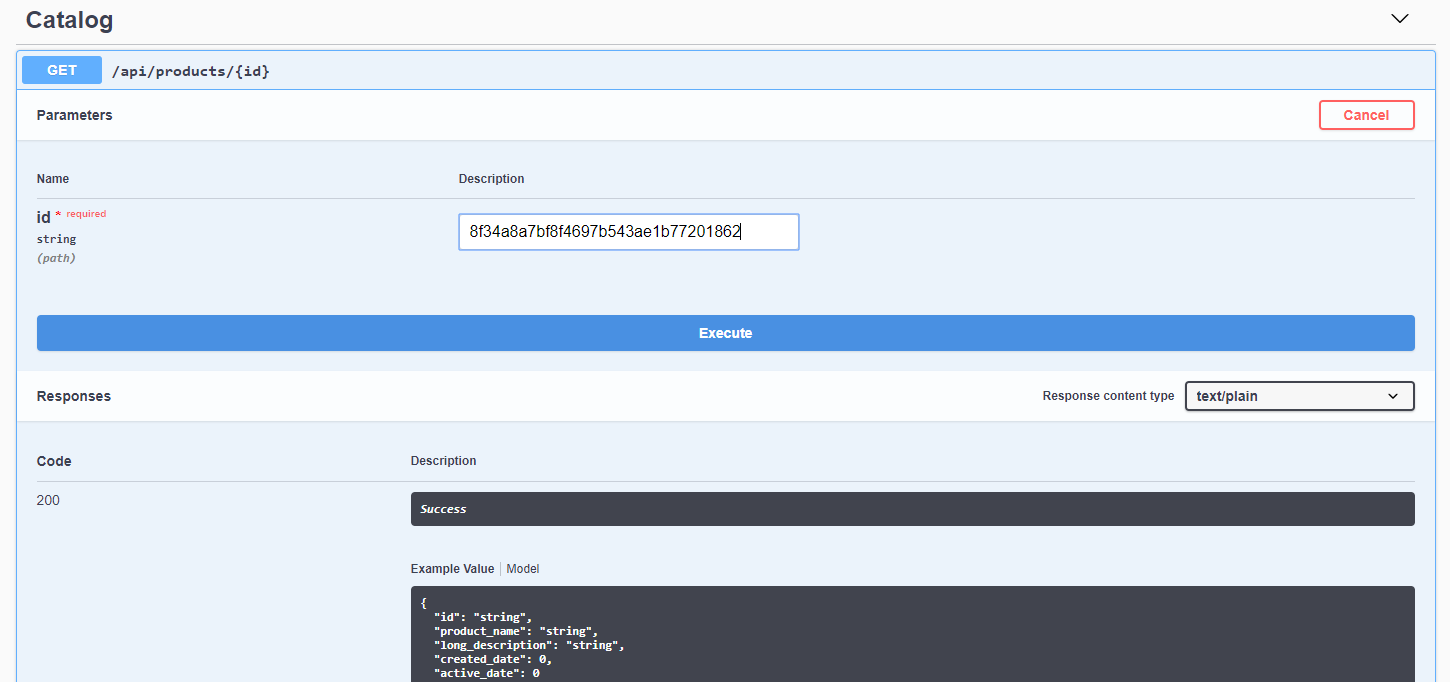 Catalog
GET /api/products/{id}
Parameters Cancel
Name Description
id * required 8f34a8a7bf8f4697b543ae1b77201862
string
(path)
Execute
Responses Response content type text/plain
Code Description
200 Success
Example Value Model
{
"id": "string",
"product_name": "string",
"long_description": "string",
"created_date": 0,
"active_date": 0